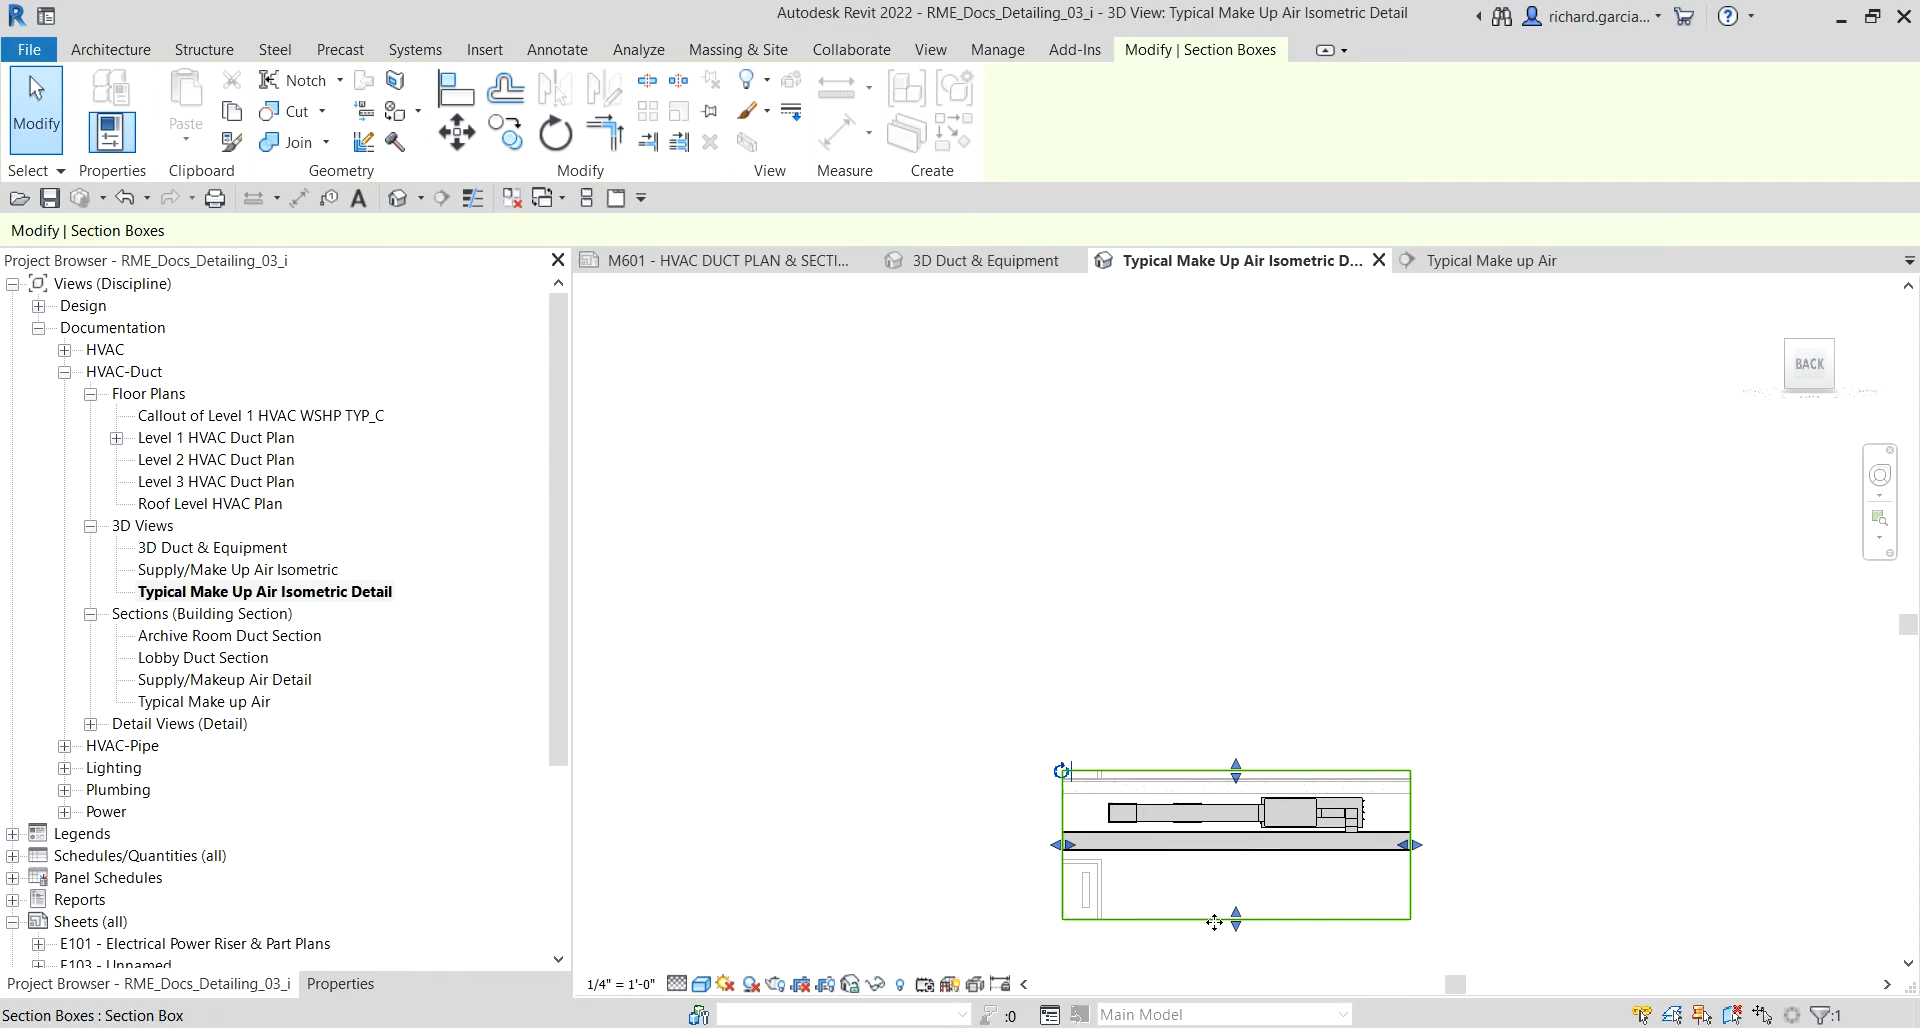 Autodesk Revit 2022 - RME_Docs_Detailing_03_i - 3D View: Typical Make Up Air Isometric Detail
richard.garcia...
File Architecture Structure Steel Precast Systems Insert Annotate Analyze Massing & Site Collaborate View Manage Add-Ins Modify | Section Boxes
Modify
Paste
Notch
Cut
Join
Select Properties Clipboard Geometry Modify View Measure Create
Modify | Section Boxes
Project Browser - RME_Docs_Detailing_03_i
M601 - HVAC DUCT PLAN & SECTI... 3D Duct & Equipment Typical Make Up Air Isometric D... Typical Make up Air
Views (Discipline)
Design
Documentation
HVAC
HVAC-Duct
Floor Plans
Callout of Level 1 HVAC WSHP TYP_C
Level 1 HVAC Duct Plan
Level 2 HVAC Duct Plan
Level 3 HVAC Duct Plan
Roof Level HVAC Plan
3D Views
3D Duct & Equipment
Supply/Make Up Air Isometric
Typical Make Up Air Isometric Detail
Sections (Building Section)
Archive Room Duct Section
Lobby Duct Section
Supply/Makeup Air Detail
Typical Make up Air
Detail Views (Detail)
HVAC-Pipe
Lighting
Plumbing
Power
Legends
Schedules/Quantities (all)
Panel Schedules
Reports
Sheets (all)
E101 - Electrical Power Riser & Part Plans
E103 - Unnamed
BACK
Project Browser - RME_Docs_Detailing_03_i Properties
1/4" = 1'-0"
Section Boxes : Section Box
:0
Main Model
:1